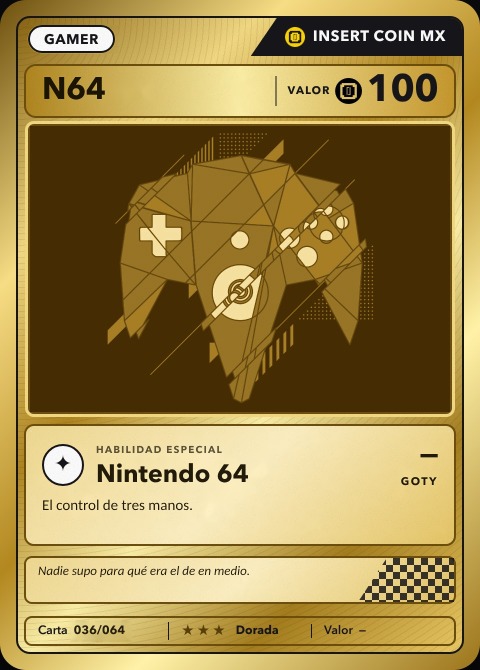 GAMER
INSERT COIN MX
N64
VALOR 100
HABILIDAD ESPECIAL
Nintendo 64
–
GOTY
El control de tres manos.
Nadie supo para qué era el de en medio.
Carta 036/064 ★ ★ ★ Dorada Valor –